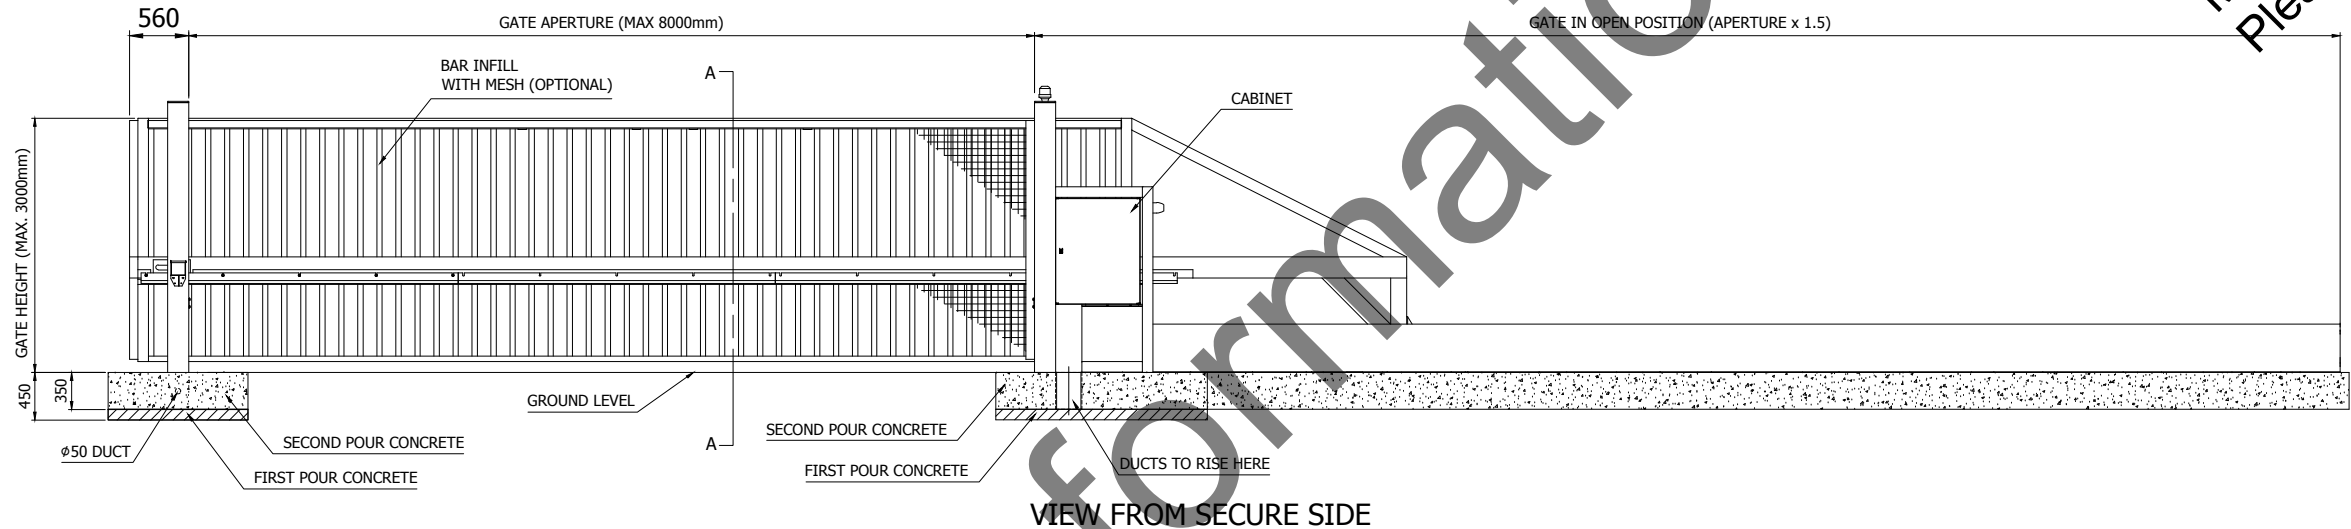 560
GATE APERTURE (MAX 8000mm)
GATE IN OPEN POSITION (APERTURE x 1.5)
BAR INFILL
WITH MESH (OPTIONAL)
A
CABINET
GATE HEIGHT (MAX. 3000mm)
450
350
GROUND LEVEL
SECOND POUR CONCRETE
SECOND POUR CONCRETE
A
ø50 DUCT
FIRST POUR CONCRETE
FIRST POUR CONCRETE
DUCTS TO RISE HERE
VIEW FROM SECURE SIDE
formatio
Plea